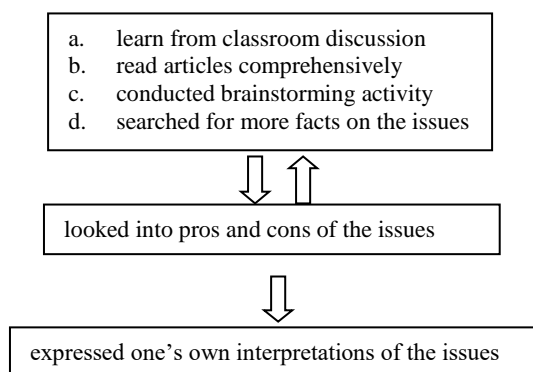 a. learn from classroom discussion
b. read articles comprehensively
c. conducted brainstorming activity
d. searched for more facts on the issues
looked into pros and cons of the issues
expressed one’s own interpretations of the issues